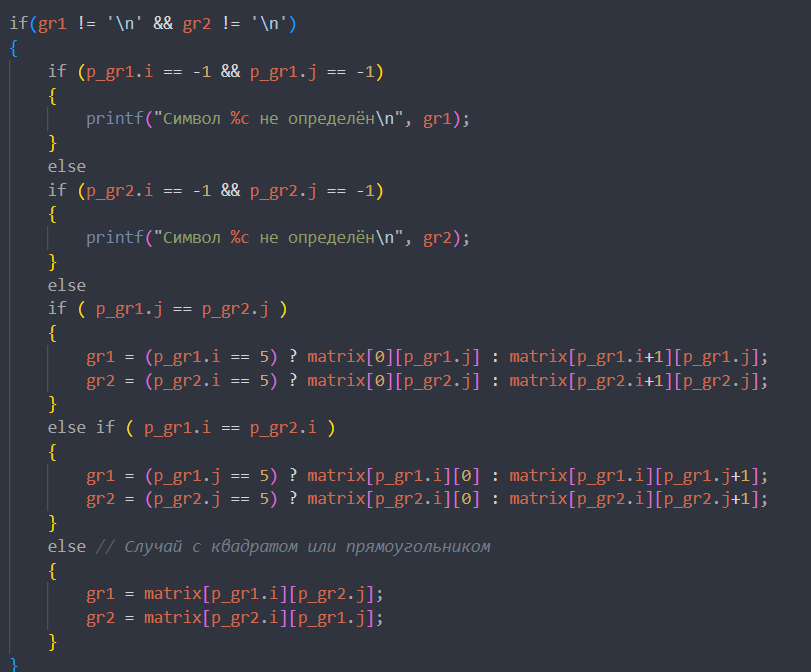 if(gr1 != '\n' && gr2 != '\n')
{
    if (p_gr1.i == -1 && p_gr1.j == -1)
    {
        printf("Символ %c не определён\n", gr1);
    }
    else
    if (p_gr2.i == -1 && p_gr2.j == -1)
    {
        printf("Символ %c не определён\n", gr2);
    }
    else
    if ( p_gr1.j == p_gr2.j )
    {
        gr1 = (p_gr1.i == 5) ? matrix[0][p_gr1.j] : matrix[p_gr1.i+1][p_gr1.j];
        gr2 = (p_gr2.i == 5) ? matrix[0][p_gr2.j] : matrix[p_gr2.i+1][p_gr2.j];
    }
    else if ( p_gr1.i == p_gr2.i )
    {
        gr1 = (p_gr1.j == 5) ? matrix[p_gr1.i][0] : matrix[p_gr1.i][p_gr1.j+1];
        gr2 = (p_gr2.j == 5) ? matrix[p_gr2.i][0] : matrix[p_gr2.i][p_gr2.j+1];
    }
    else // Случай с квадратом или прямоугольником
    {
        gr1 = matrix[p_gr1.i][p_gr2.j];
        gr2 = matrix[p_gr2.i][p_gr1.j];
    }
}